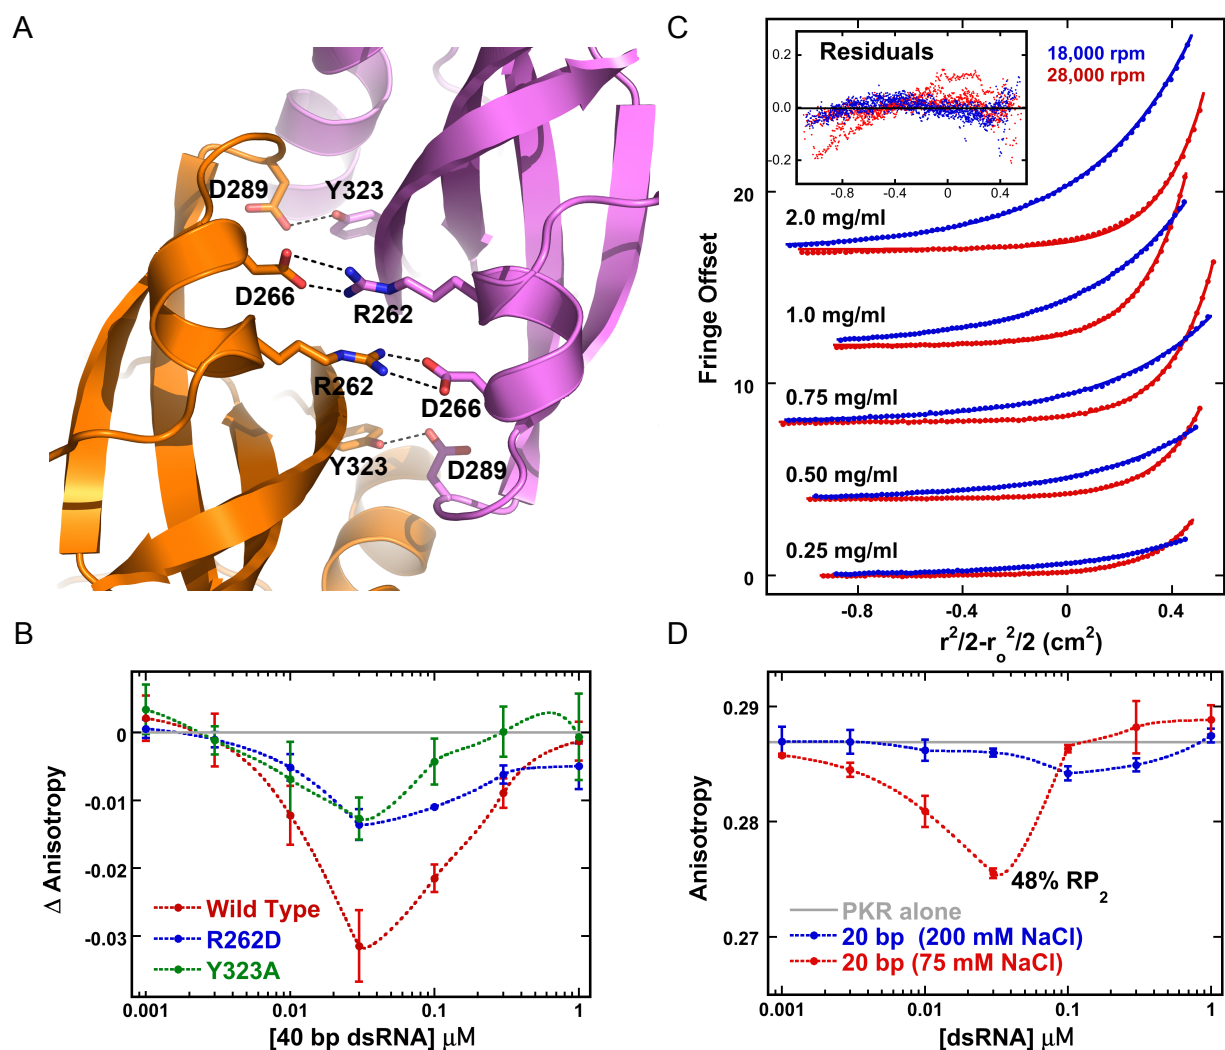 A
D289
Y323
D266
R262
R262
D266
Y323
D289
B
0
-0.01
-0.02
-0.03
Δ Anisotropy
Wild Type
R262D
Y323A
0.001
0.01
0.1
1
[40 bp dsRNA] μM
C
Residuals
18,000 rpm
28,000 rpm
0.2
0.0
-0.2
-0.8
-0.4
0
0.4
20
10
0
Fringe Offset
2.0 mg/ml
1.0 mg/ml
0.75 mg/ml
0.50 mg/ml
0.25 mg/ml
-0.8
-0.4
0
0.4
r²/2-rₒ²/2 (cm²)
D
0.29
0.28
0.27
Anisotropy
48% RP₂
PKR alone
20 bp (200 mM NaCl)
20 bp (75 mM NaCl)
0.001
0.01
0.1
1
[dsRNA] μM